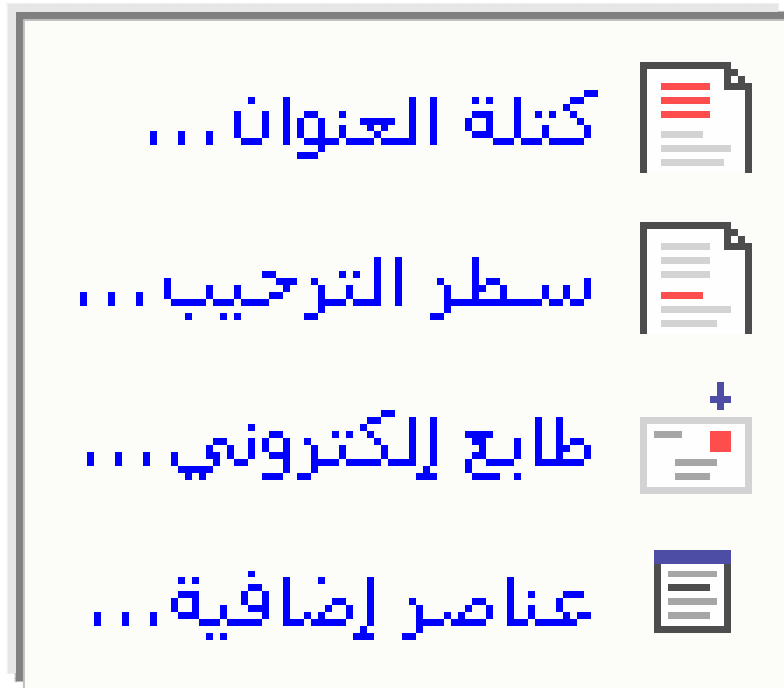 كتلة العنوان...
سطر الترحيب...
طابع إلكتروني...
عناصر إضافية...